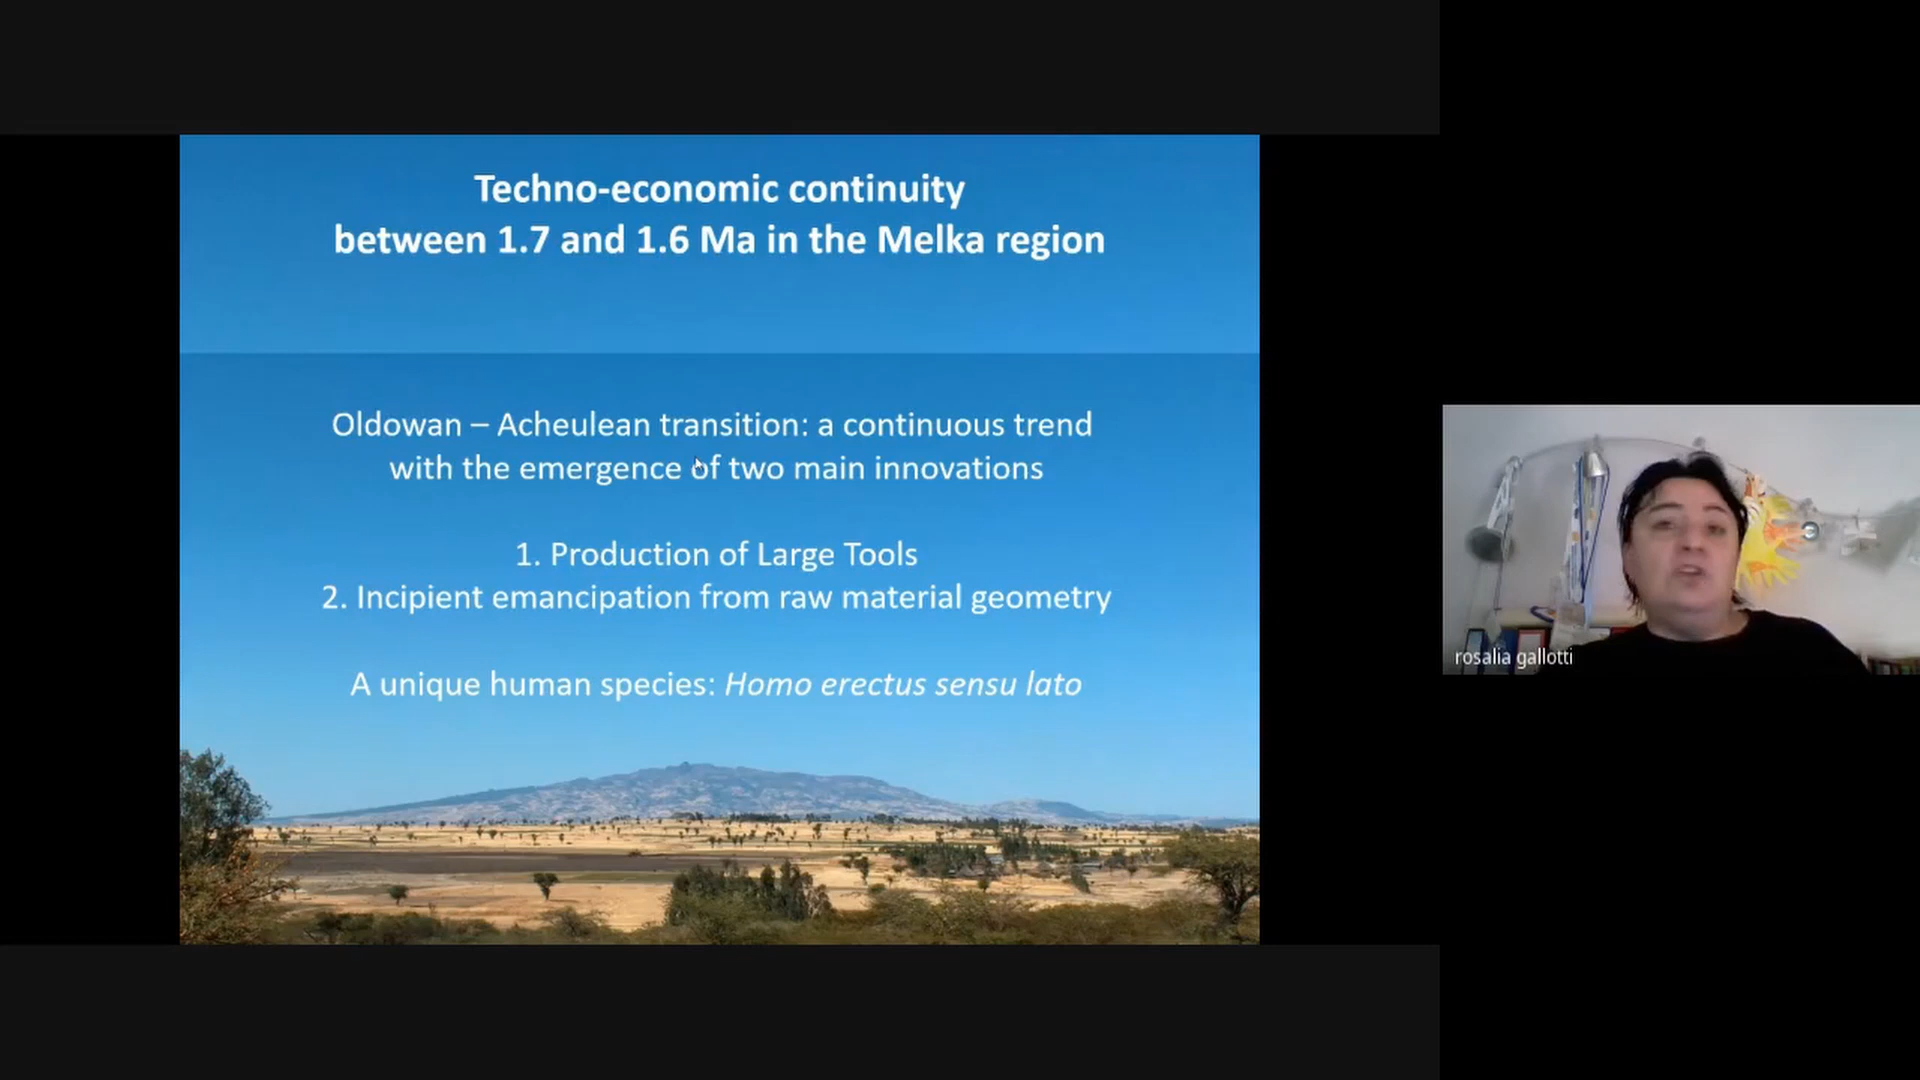 Techno-economic continuity
between 1.7 and 1.6 Ma in the Melka region
Oldowan – Acheulean transition: a continuous trend
with the emergence of two main innovations
1. Production of Large Tools
2. Incipient emancipation from raw material geometry
A unique human species: Homo erectus sensu lato
rosalia gallotti